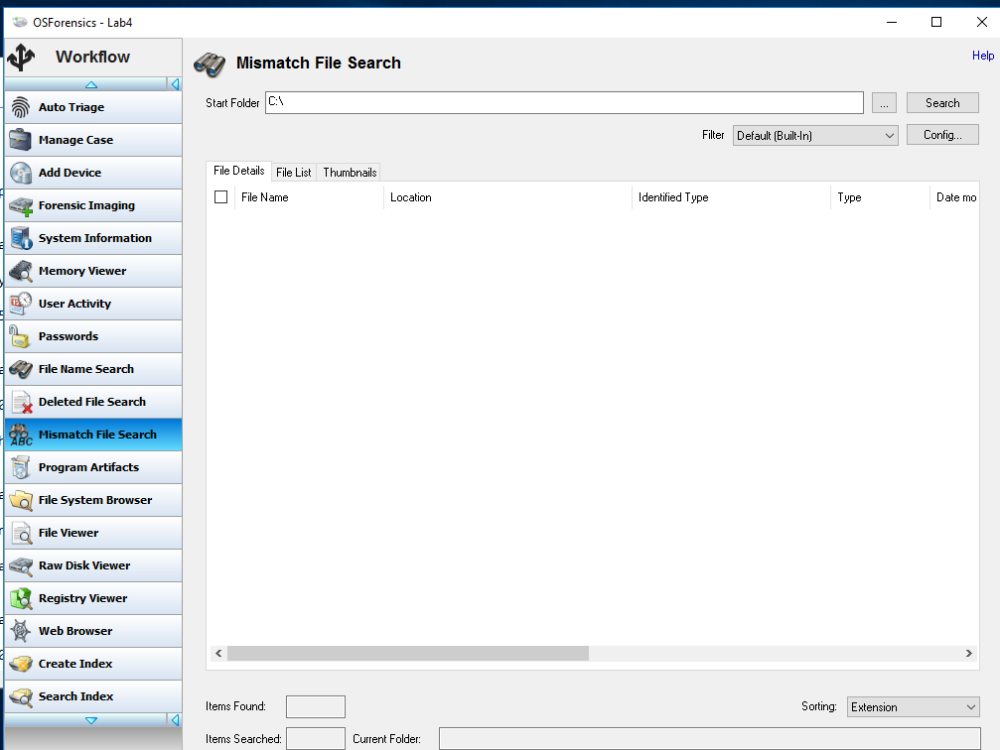 OSForensics - Lab4
Workflow
Auto Triage
Manage Case
Add Device
Forensic Imaging
System Information
Memory Viewer
User Activity
Passwords
File Name Search
Deleted File Search
ABC
Mismatch File Search
Program Artifacts
File System Browser
File Viewer
Raw Disk Viewer
Registry Viewer
Web Browser
Create Index
Search Index
Mismatch File Search
Help
Start Folder C:\ ... Search
Filter Default (Built-In) Config...
File Details File List Thumbnails
File Name Location Identified Type Type Date mo
Items Found: Sorting: Extension
Items Searched: Current Folder: